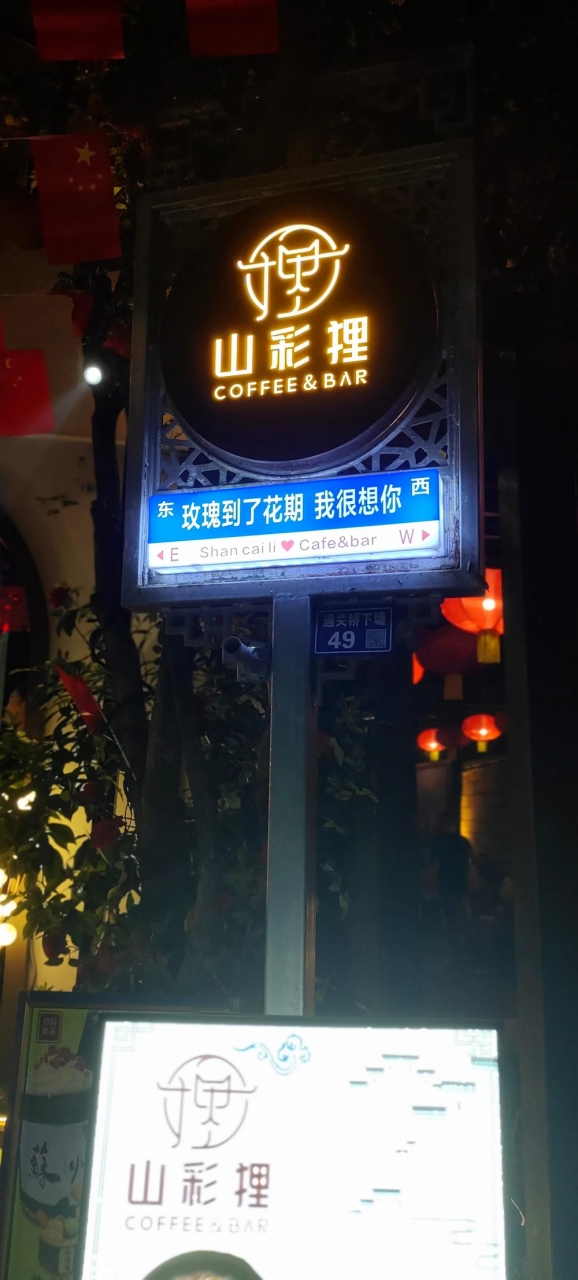 山彩狸
COFFEE&BAR
东 玫瑰到了花期 我很想你 西
E Shan cai li ♥ Cafe&bar W
通关桥下塘
49
山彩狸
COFFEE&BAR
蘇